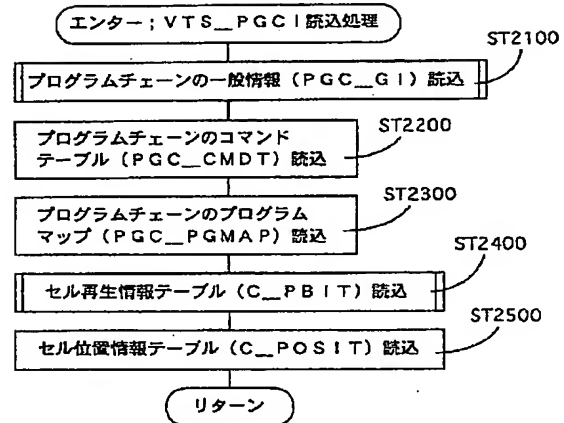 エンター；VTS＿PGCI読込処理
ST2100
プログラムチェーンの一般情報（PGC＿GI）読込
ST2200
プログラムチェーンのコマンド
テーブル（PGC＿CMDT）読込
ST2300
プログラムチェーンのプログラム
マップ（PGC＿PGMAP）読込
ST2400
セル再生情報テーブル（C＿PBIT）読込
ST2500
セル位置情報テーブル（C＿POSIT）読込
リターン